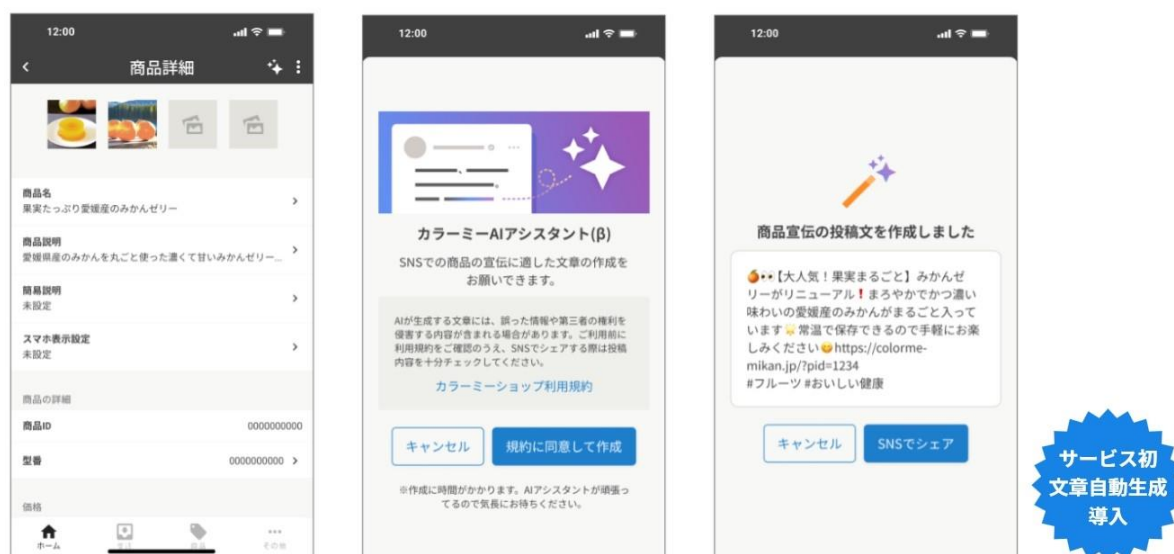 12:00
商品詳細
商品名
果実たっぷり愛媛産のみかんゼリー
商品説明
愛媛県産のみかんを丸ごと使った濃くて甘いみかんゼリー...
簡易説明
未設定
スマホ表示設定
未設定
商品の詳細
商品ID
0000000000
型番
0000000000
価格
ホーム
その他
12:00
カラーミーAIアシスタント(β)
SNSでの商品の宣伝に適した文章の作成を
お願いできます。
AIが生成する文章には、誤った情報や第三者の権利を
侵害する内容が含まれる場合があります。ご利用前に
利用規約をご確認のうえ、SNSでシェアする際は投稿
内容を十分チェックしてください。
カラーミーショップ利用規約
キャンセル
規約に同意して作成
※作成に時間がかかります。AIアシスタントが頑張っ
てるので気長にお待ちください。
12:00
商品宣伝の投稿文を作成しました
🍊👀【大人気！果実まるごと】みかんゼ
リーがリニューアル❗まろやかでかつ濃い
味わいの愛媛産のみかんがまるごと入って
います🌟常温で保存できるので手軽にお楽
しみください😋https://colorme-
mikan.jp/?pid=1234
#フルーツ #おいしい健康
キャンセル
SNSでシェア
サービス初
文章自動生成
導入